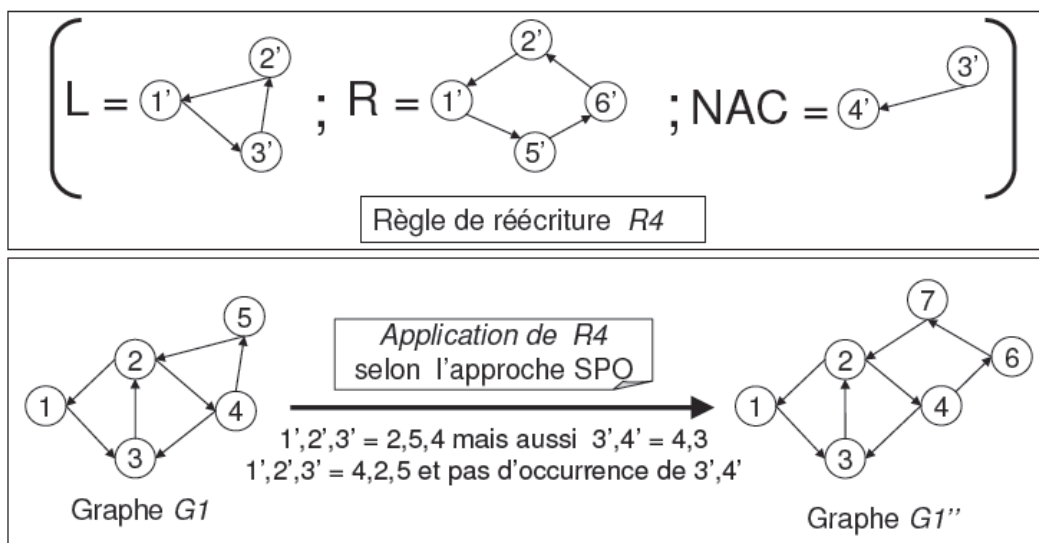 L =
1'
2'
3'
; R =
2'
1'
6'
5'
; NAC =
3'
4'
Règle de réécriture R4
5
2
1
4
3
Graphe G1
Application de R4
selon l'approche SPO
1',2',3' = 2,5,4 mais aussi 3',4' = 4,3
1',2',3' = 4,2,5 et pas d'occurrence de 3',4'
7
2
6
1
4
3
Graphe G1''